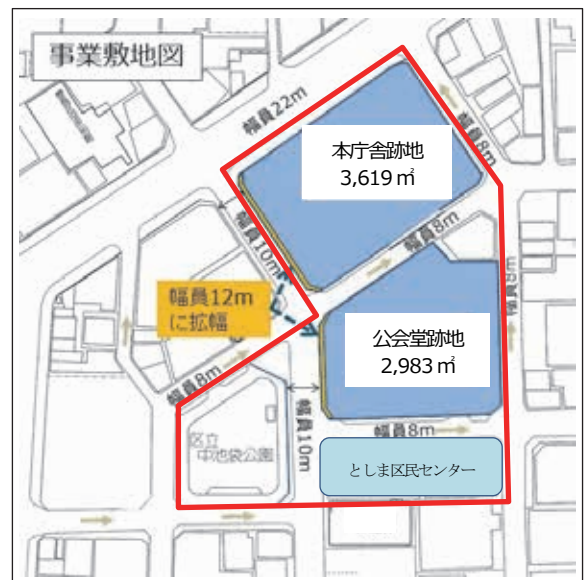 事業敷地図
幅員22m
幅員8m
本庁舎跡地
3,619㎡
幅員8m
幅員10m
幅員12m
に拡幅
幅員8m
公会堂跡地
2,983㎡
幅員8m
幅員10m
幅員8m
区立
中池袋公園
としま区民センター